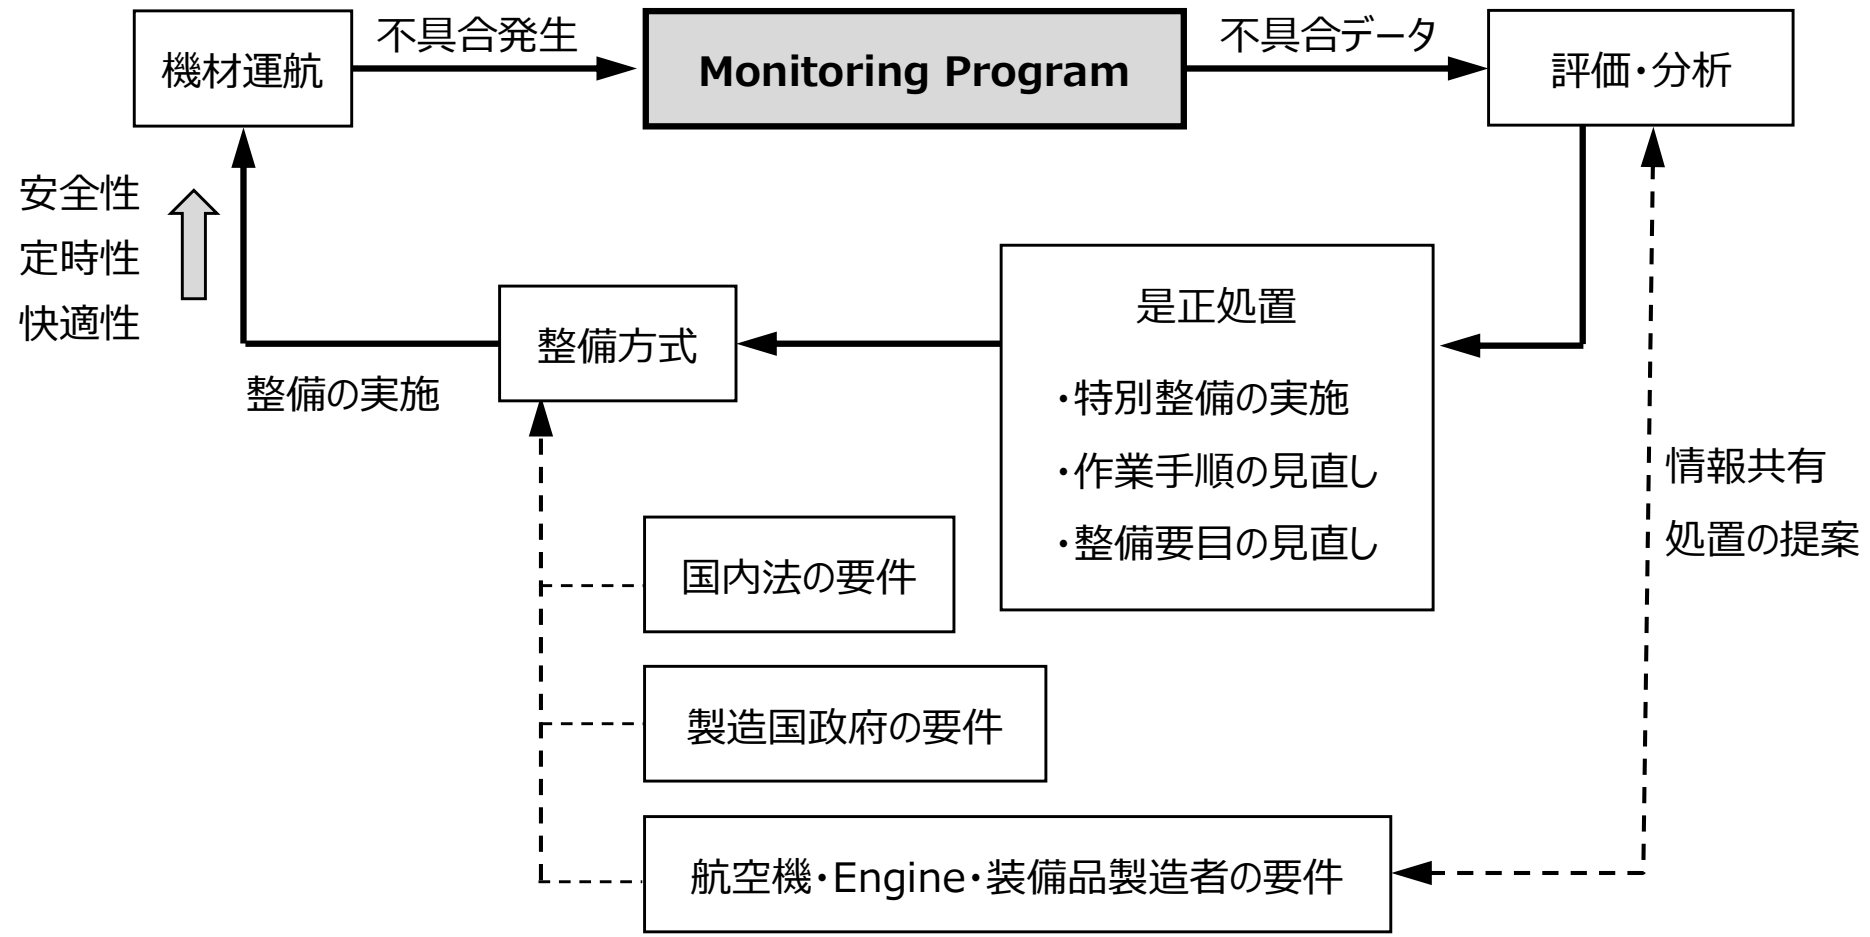 不具合発生
不具合データ
機材運航
Monitoring Program
評価・分析
安全性
定時性
快適性
是正処置
整備方式
整備の実施
・特別整備の実施
・作業手順の見直し
・整備要目の見直し
情報共有
処置の提案
国内法の要件
製造国政府の要件
航空機・Engine・装備品製造者の要件